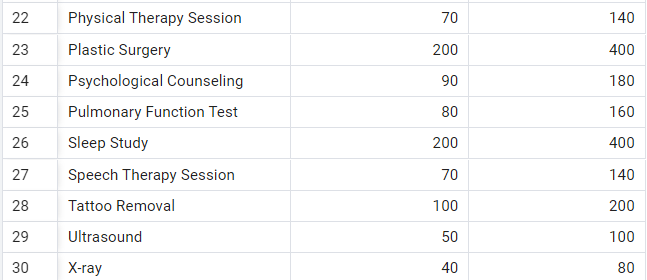 22 Physical Therapy Session 70 140
23 Plastic Surgery 200 400
24 Psychological Counseling 90 180
25 Pulmonary Function Test 80 160
26 Sleep Study 200 400
27 Speech Therapy Session 70 140
28 Tattoo Removal 100 200
29 Ultrasound 50 100
30 X-ray 40 80